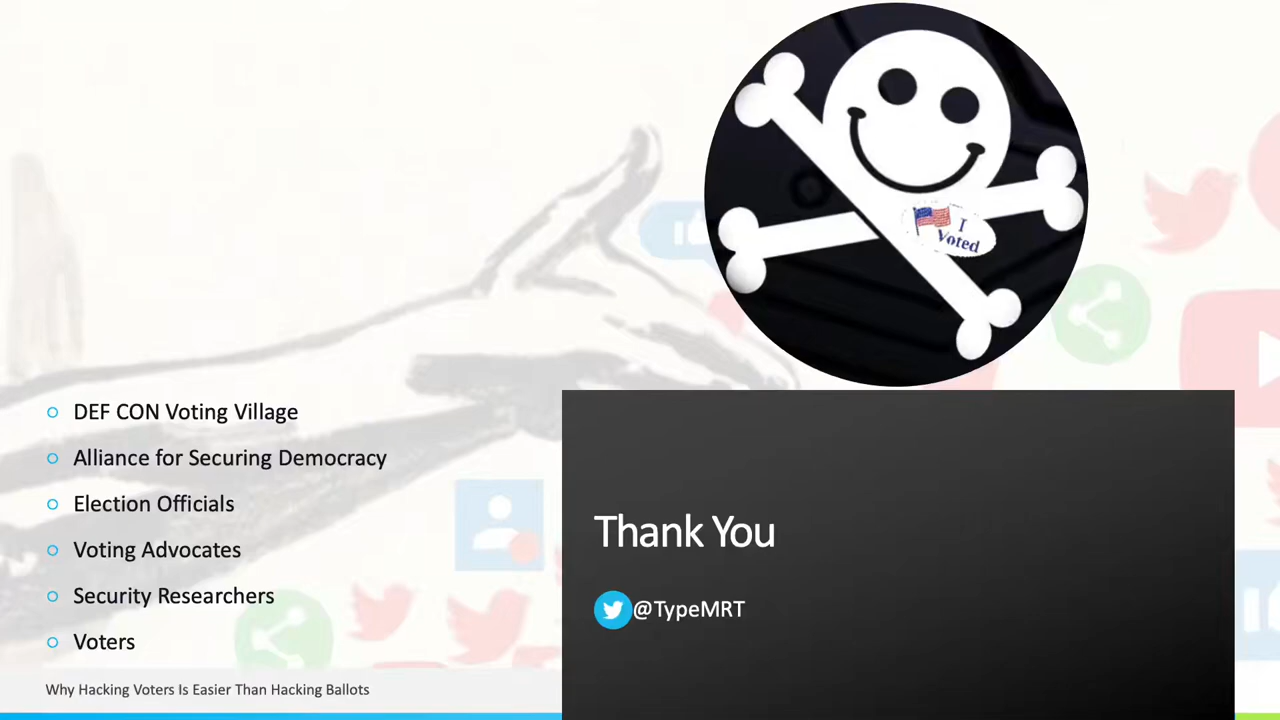 I
Voted
DEF CON Voting Village
Alliance for Securing Democracy
Election Officials
Voting Advocates
Security Researchers
Voters
Why Hacking Voters Is Easier Than Hacking Ballots
Thank You
@TypeMRT